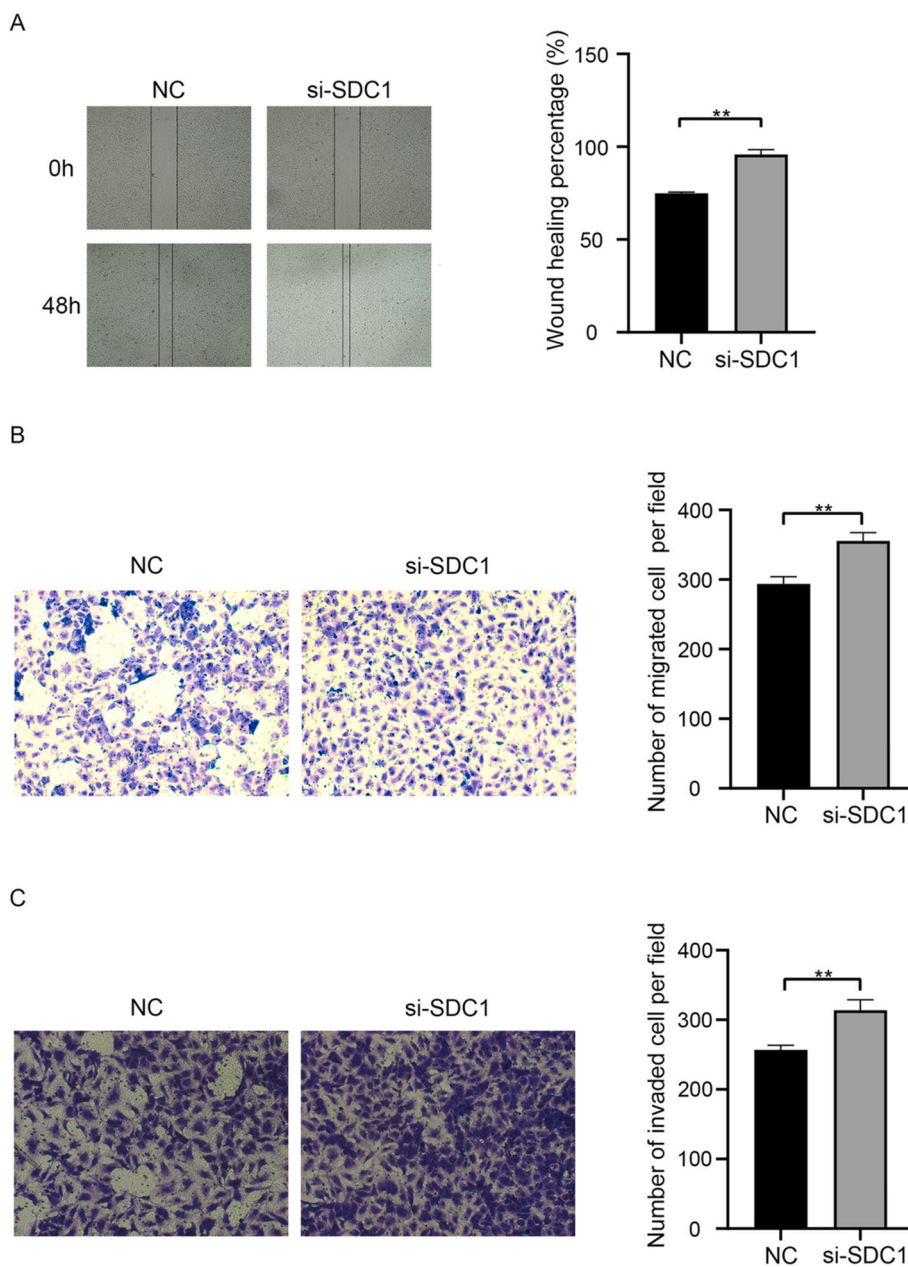 A
NC si-SDC1
0h
48h
Wound healing percentage (%)
150
100
50
0
**
NC si-SDC1
B
NC si-SDC1
Number of migrated cell per field
400
300
200
100
0
**
NC si-SDC1
C
NC si-SDC1
Number of invaded cell per field
400
300
200
100
0
**
NC si-SDC1